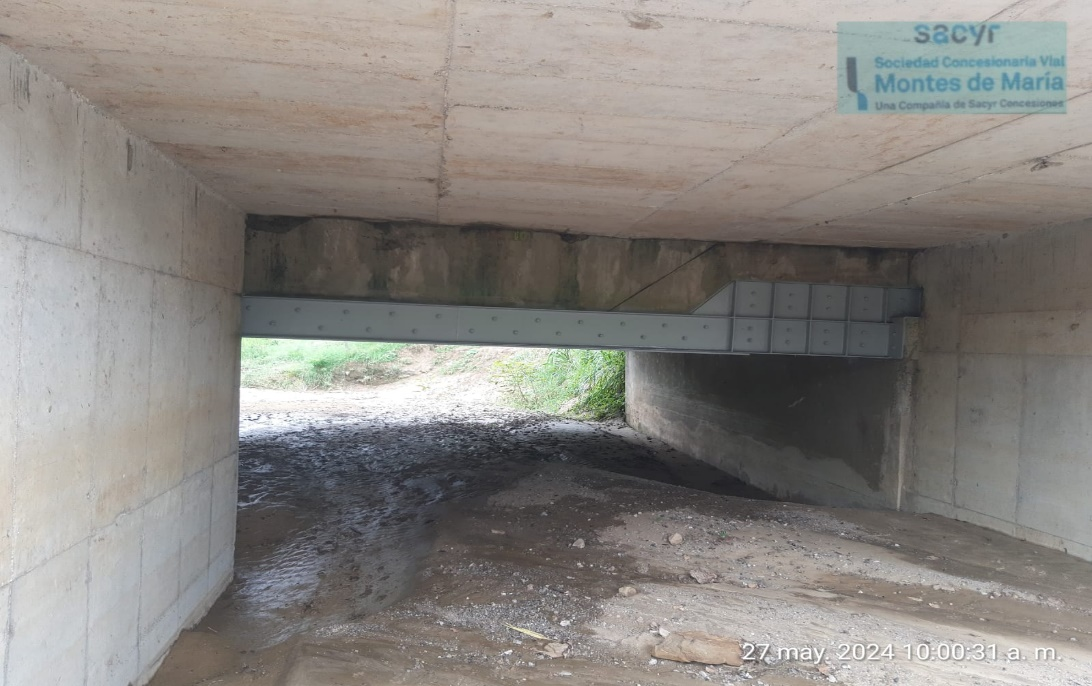 sacyr
Sociedad Concesionaria Vial
Montes de María
Una Compañía de Sacyr Concesiones
27 may. 2024 10:00:31 a. m.